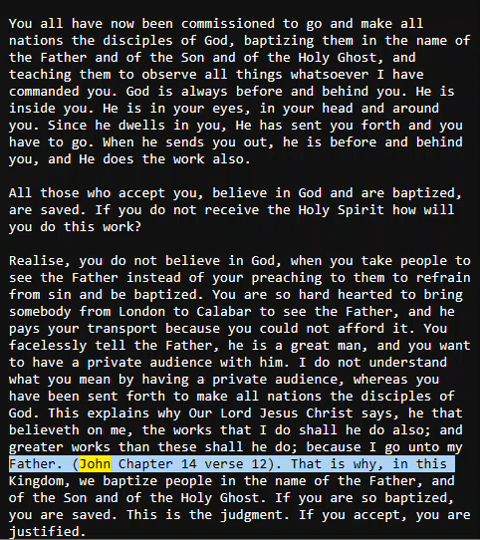 You all have now been commissioned to go and make all
nations the disciples of God, baptizing them in the name of
the Father and of the Son and of the Holy Ghost, and
teaching them to observe all things whatsoever I have
commanded you. God is always before and behind you. He is
inside you. He is in your eyes, in your head and around
you. Since he dwells in you, He has sent you forth and you
have to go. When he sends you out, he is before and behind
you, and He does the work also.
All those who accept you, believe in God and are baptized,
are saved. If you do not receive the Holy Spirit how will
you do this work?
Realise, you do not believe in God, when you take people to
see the Father instead of your preaching to them to refrain
from sin and be baptized. You are so hard hearted to bring
somebody from London to Calabar to see the Father, and he
pays your transport because you could not afford it. You
facelessly tell the Father, he is a great man, and you want
to have a private audience with him. I do not understand
what you mean by having a private audience, whereas you
have been sent forth to make all nations the disciples of
God. This explains why Our Lord Jesus Christ says, he that
believeth on me, the works that I do shall he do also; and
greater works than these shall he do; because I go unto my
Father. (John Chapter 14 verse 12). That is why, in this
Kingdom, we baptize people in the name of the Father, and
of the Son and of the Holy Ghost. If you are so baptized,
you are saved. This is the judgment. If you accept, you are
justified.